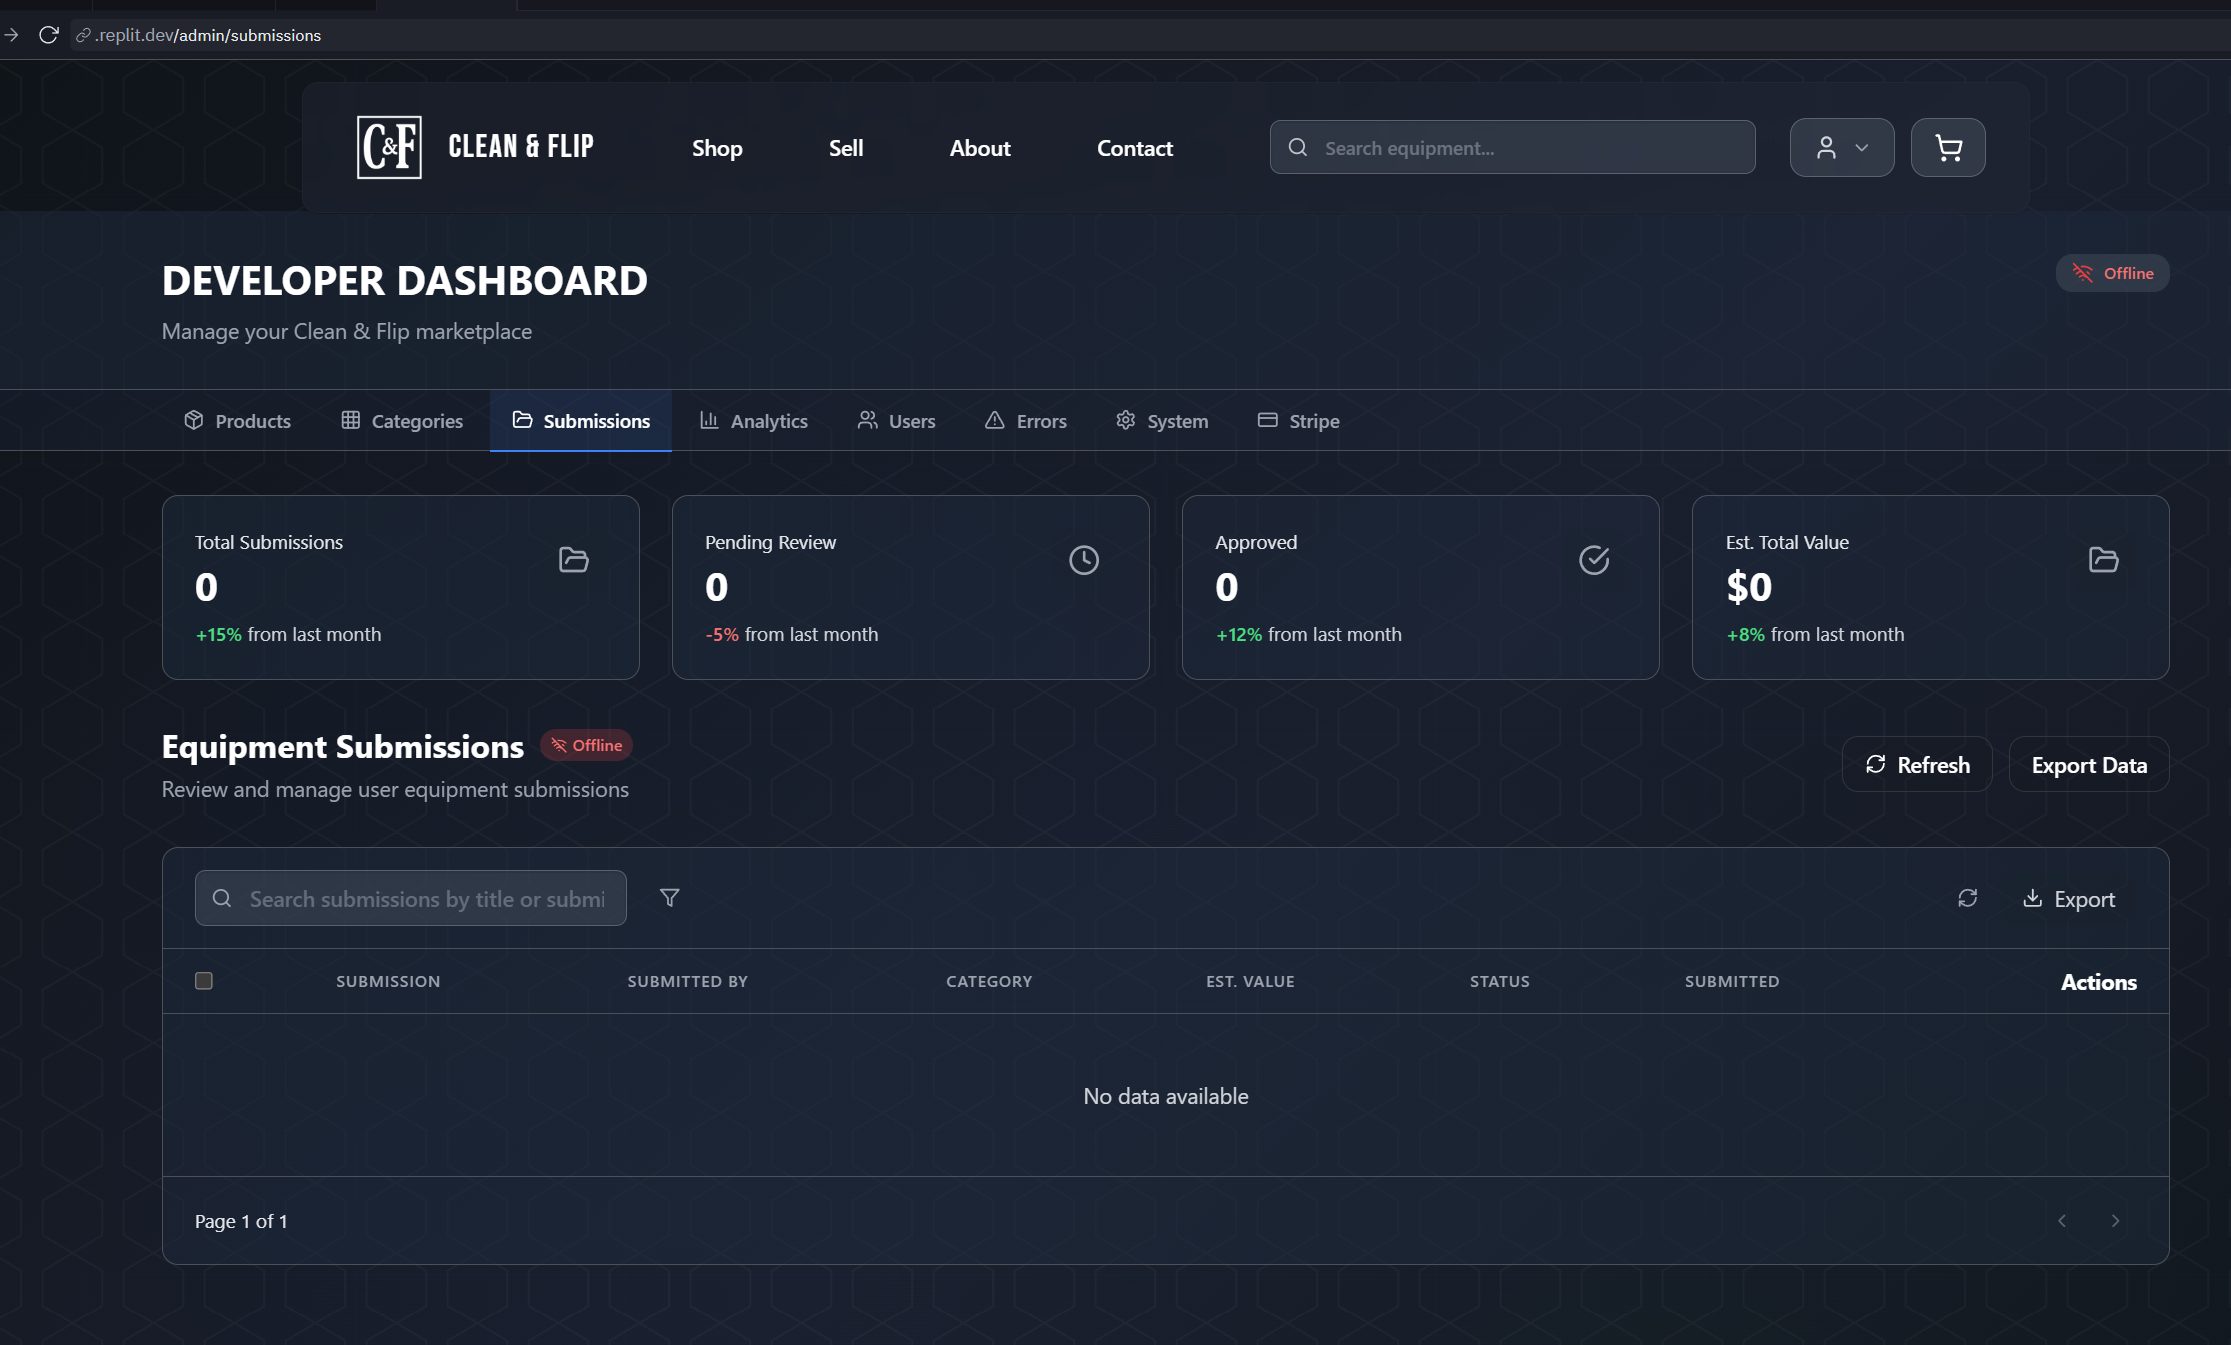 .replit.dev/admin/submissions
C&F CLEAN & FLIP Shop Sell About Contact Search equipment...
DEVELOPER DASHBOARD
Offline
Manage your Clean & Flip marketplace
Products Categories Submissions Analytics Users Errors System Stripe
Total Submissions
0
+15% from last month
Pending Review
0
-5% from last month
Approved
0
+12% from last month
Est. Total Value
$0
+8% from last month
Equipment Submissions Offline
Review and manage user equipment submissions
Refresh Export Data
Search submissions by title or submi
Export
SUBMISSION SUBMITTED BY CATEGORY EST. VALUE STATUS SUBMITTED Actions
No data available
Page 1 of 1